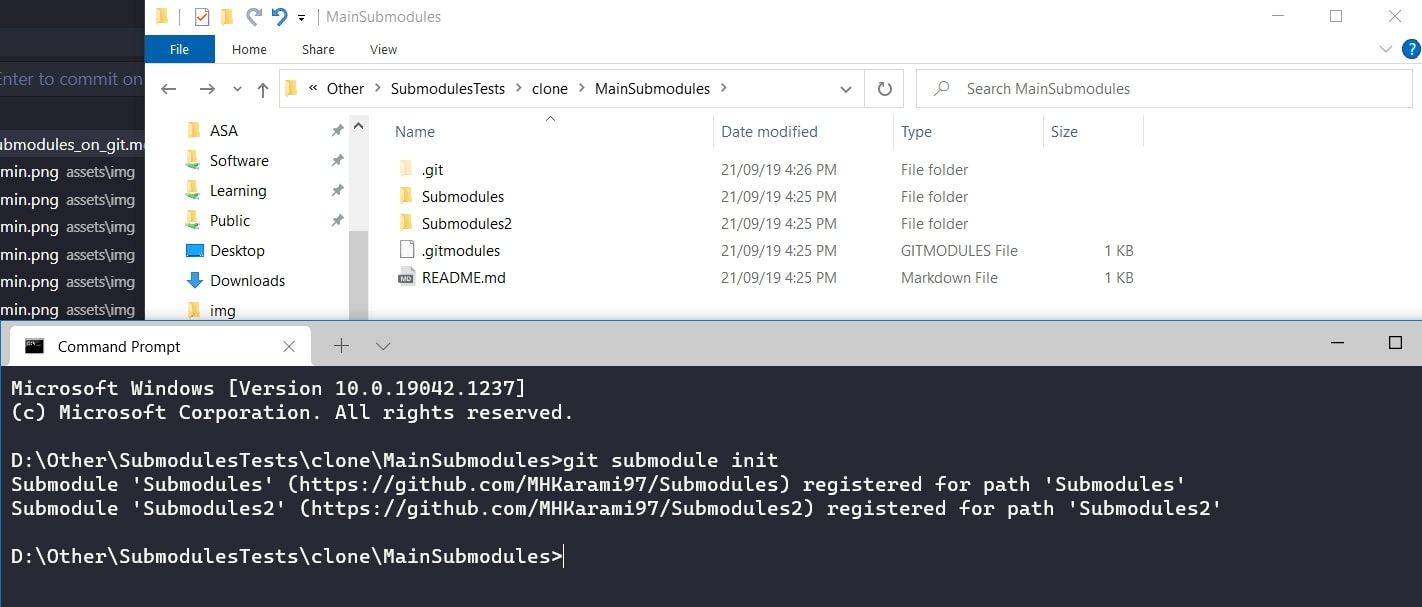 MainSubmodules
File Home Share View
Enter to commit on
« Other > SubmodulesTests > clone > MainSubmodules >
Search MainSubmodules
ubmodules_on_git.m
min.png assets\img
min.png assets\img
min.png assets\img
min.png assets\img
min.png assets\img
min.png assets\img
ASA
Software
Learning
Public
Desktop
Downloads
img
Name Date modified Type Size
.git 21/09/19 4:26 PM File folder
Submodules 21/09/19 4:25 PM File folder
Submodules2 21/09/19 4:25 PM File folder
.gitmodules 21/09/19 4:25 PM GITMODULES File 1 KB
README.md 21/09/19 4:25 PM Markdown File 1 KB
Command Prompt
Microsoft Windows [Version 10.0.19042.1237]
(c) Microsoft Corporation. All rights reserved.
D:\Other\SubmodulesTests\clone\MainSubmodules>git submodule init
Submodule 'Submodules' (https://github.com/MHKarami97/Submodules) registered for path 'Submodules'
Submodule 'Submodules2' (https://github.com/MHKarami97/Submodules2) registered for path 'Submodules2'
D:\Other\SubmodulesTests\clone\MainSubmodules>